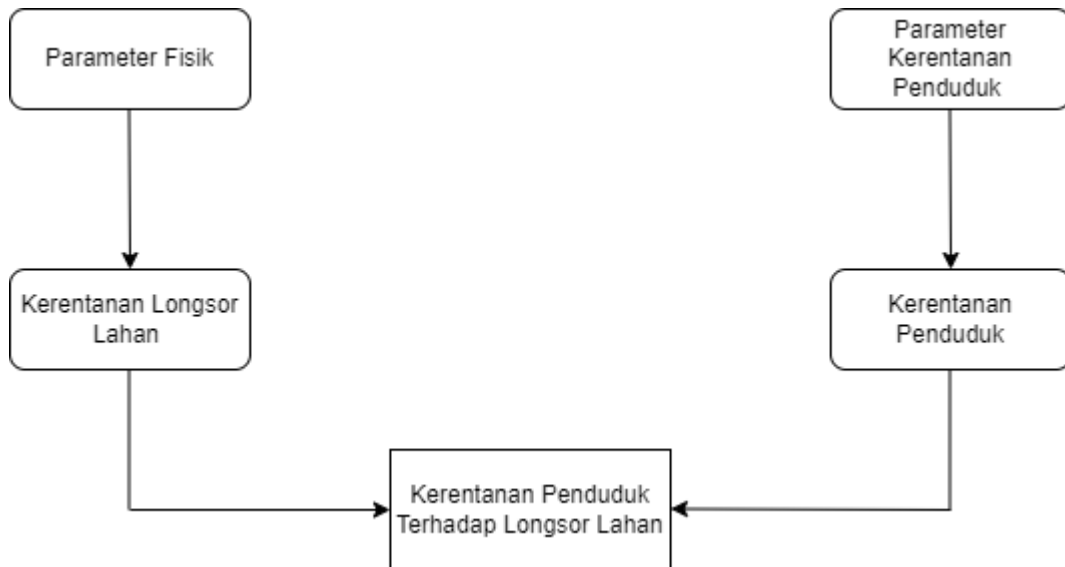 Parameter Fisik
Parameter
Kerentanan
Penduduk
Kerentanan Longsor
Lahan
Kerentanan
Penduduk
Kerentanan Penduduk
Terhadap Longsor Lahan